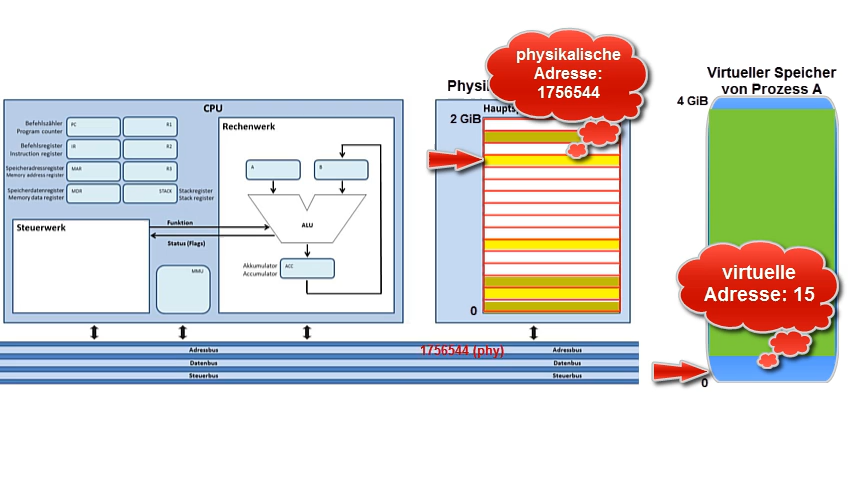 physikalische
Adresse:
1756544
Virtueller Speicher
von Prozess A
4 GiB
CPU
Befehlszähler
Program counter
PC
R1
Befehlsregister
Instruction register
IR
R2
Speicheradressregister
Memory address register
MAR
R3
Speicherdatenregister
Memory data register
MDR
STACK
Stackregister
Stack register
Rechenwerk
A
B
ALU
Funktion
Status (Flags)
Steuerwerk
MMU
Akkumulator
Accumulator
ACC
2 GiB
0
virtuelle
Adresse: 15
0
Adressbus
1756544 (phy)
Adressbus
Datenbus
Datenbus
Steuerbus
Steuerbus